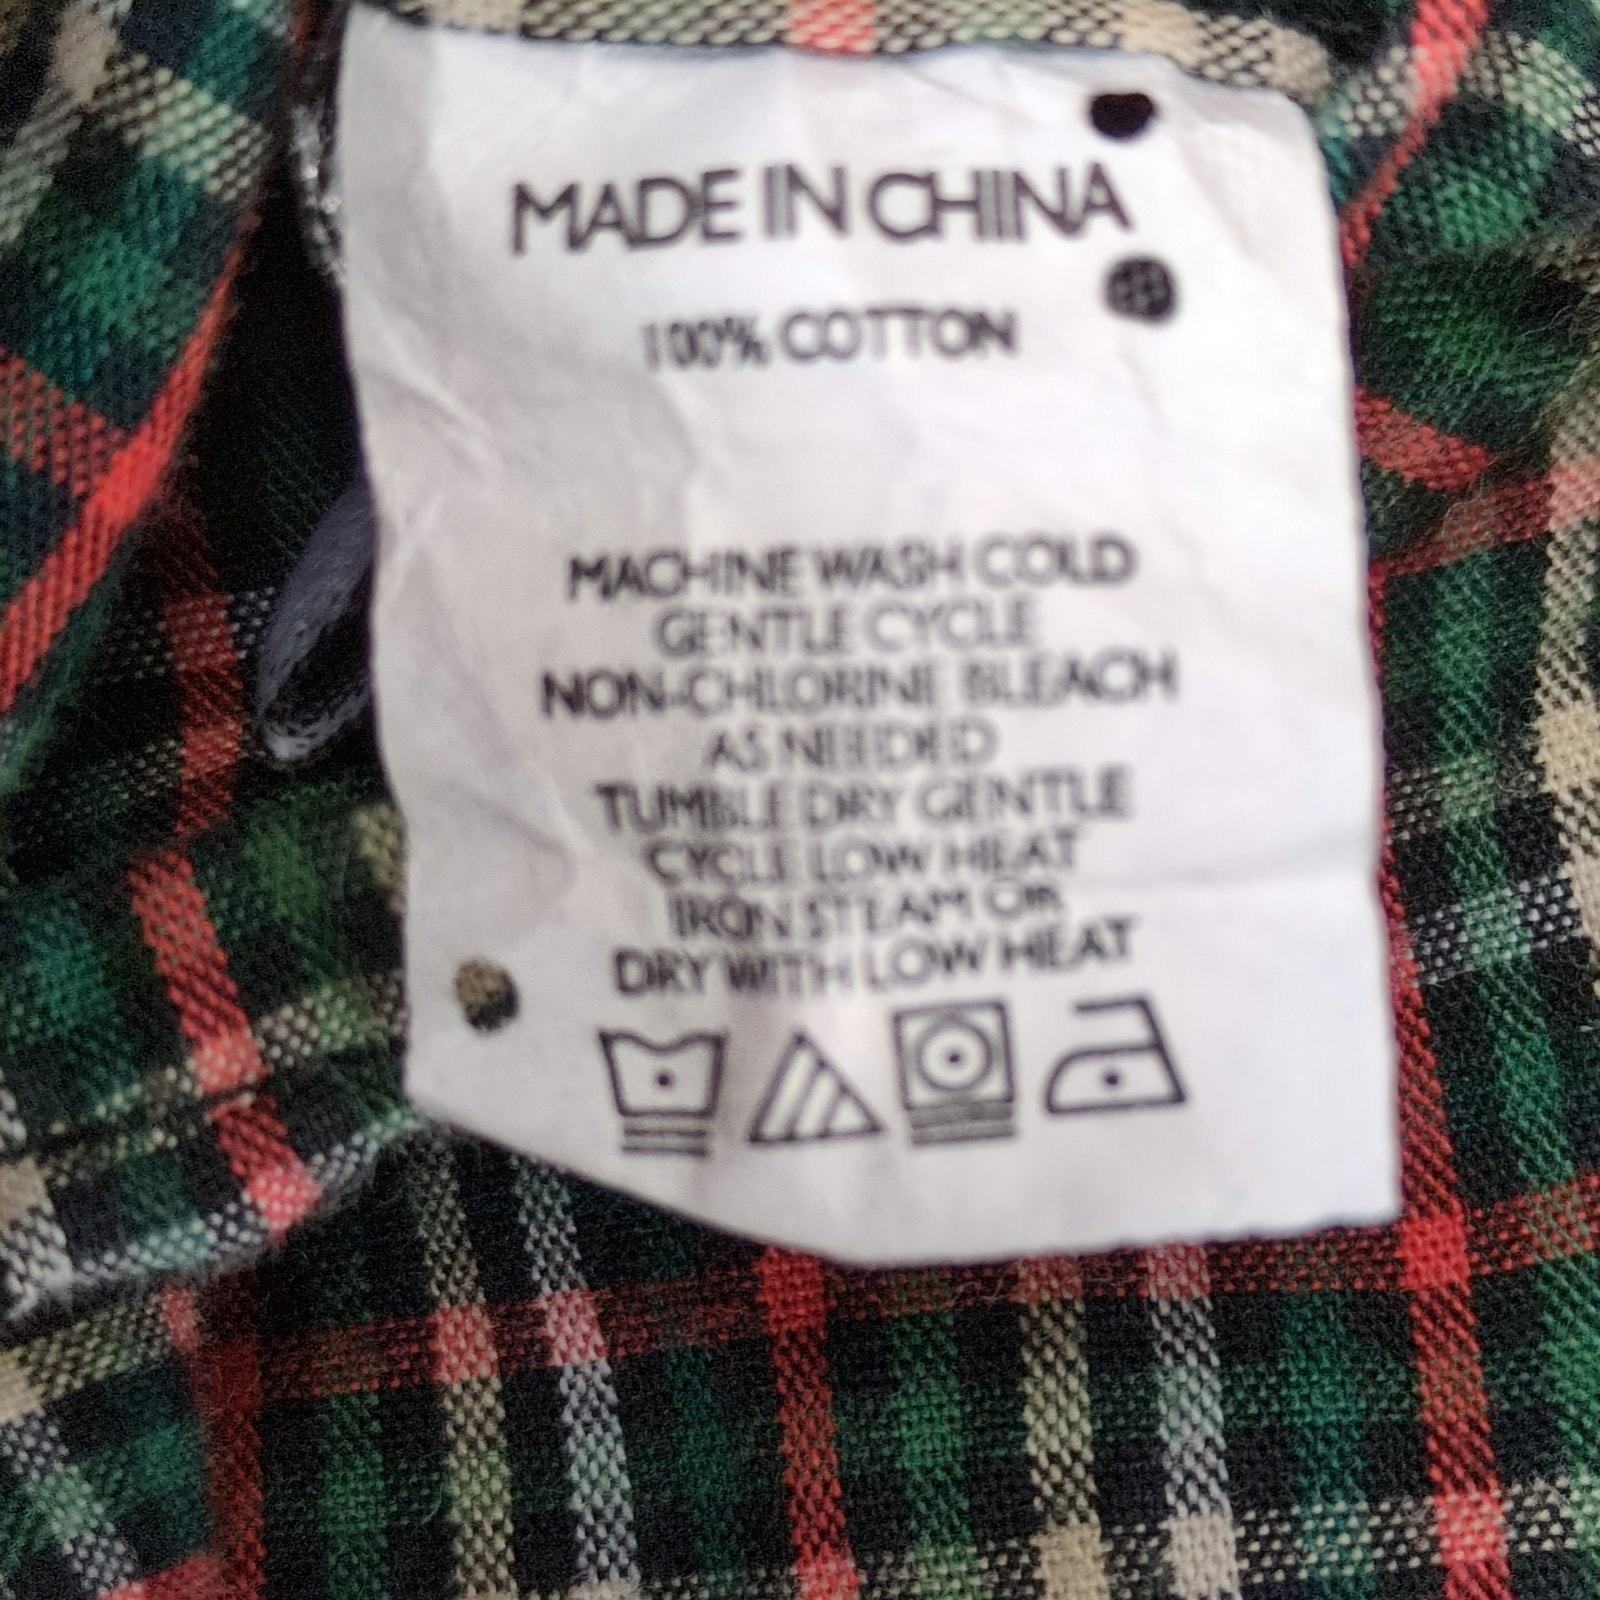 MADE IN CHINA
100% COTTON
MACHINE WASH COLD
GENTLE CYCLE
NON-CHLORINE BLEACH
AS NEEDED
TUMBLE DRY GENTLE
CYCLE LOW HEAT
IRON STEAM OR
DRY WITH LOW HEAT